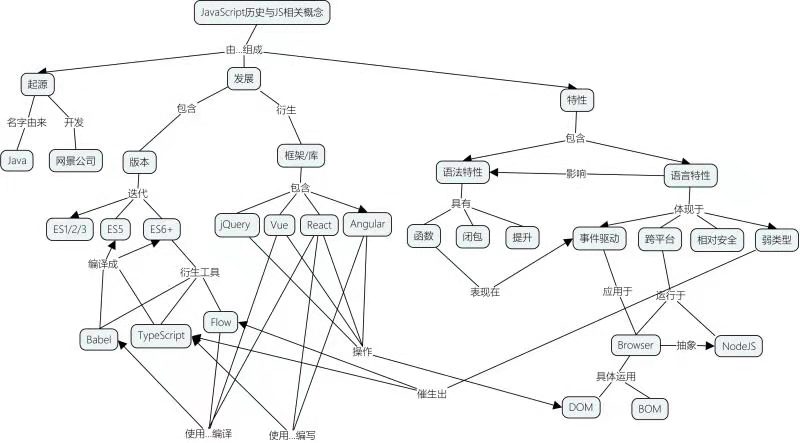 JavaScript历史与JS相关概念
由...组成
起源
发展
特性
名字由来
开发
包含
衍生
包含
Java
网景公司
版本
框架/库
语法特性
影响
语言特性
迭代
包含
具有
体现于
ES1/2/3
ES5
ES6+
jQuery
Vue
React
Angular
函数
闭包
提升
事件驱动
跨平台
相对安全
弱类型
编译成
衍生工具
表现在
应用于
运行于
Babel
TypeScript
Flow
操作
Browser
抽象
NodeJS
具体运用
催生出
DOM
BOM
使用...编译
使用...编写